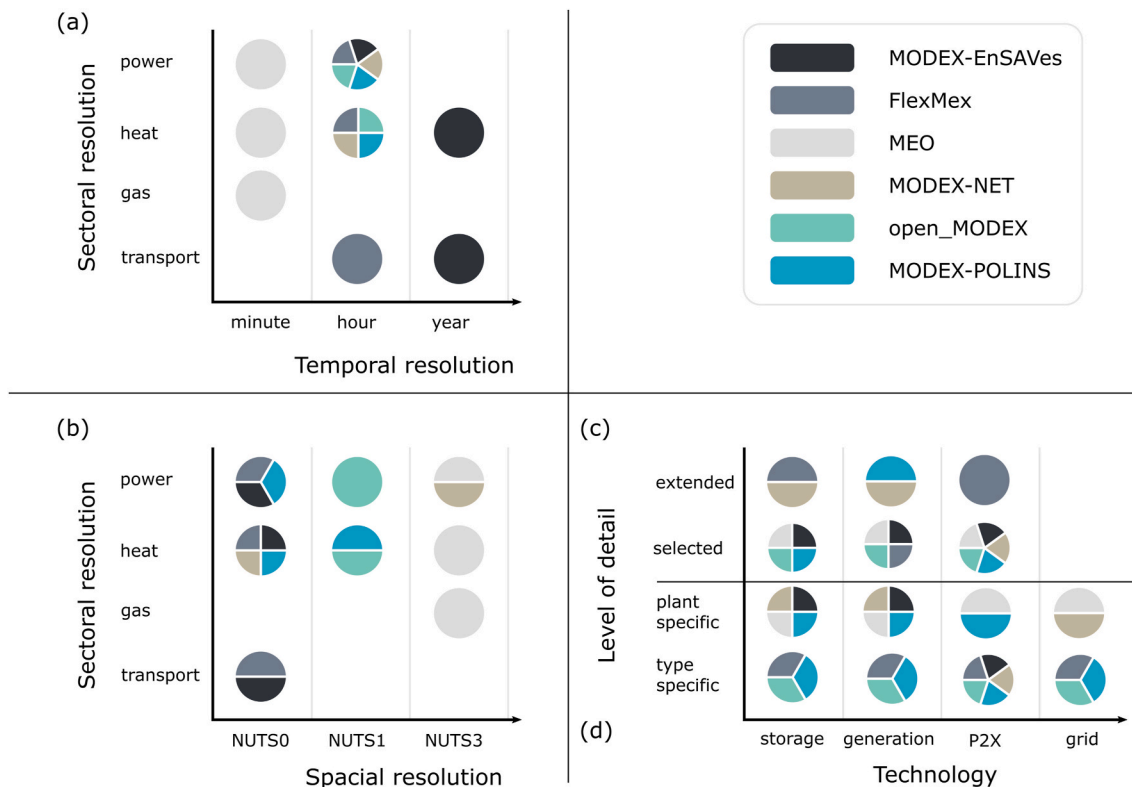 (a)
Sectoral resolution
power
heat
gas
transport
minute
hour
year
Temporal resolution
MODEX-EnSAVes
FlexMex
MEO
MODEX-NET
open_MODEX
MODEX-POLINS
(b)
Sectoral resolution
power
heat
gas
transport
NUTS0
NUTS1
NUTS3
Spacial resolution
(c)
Level of detail
extended
selected
plant
specific
type
specific
(d)
storage
generation
P2X
grid
Technology